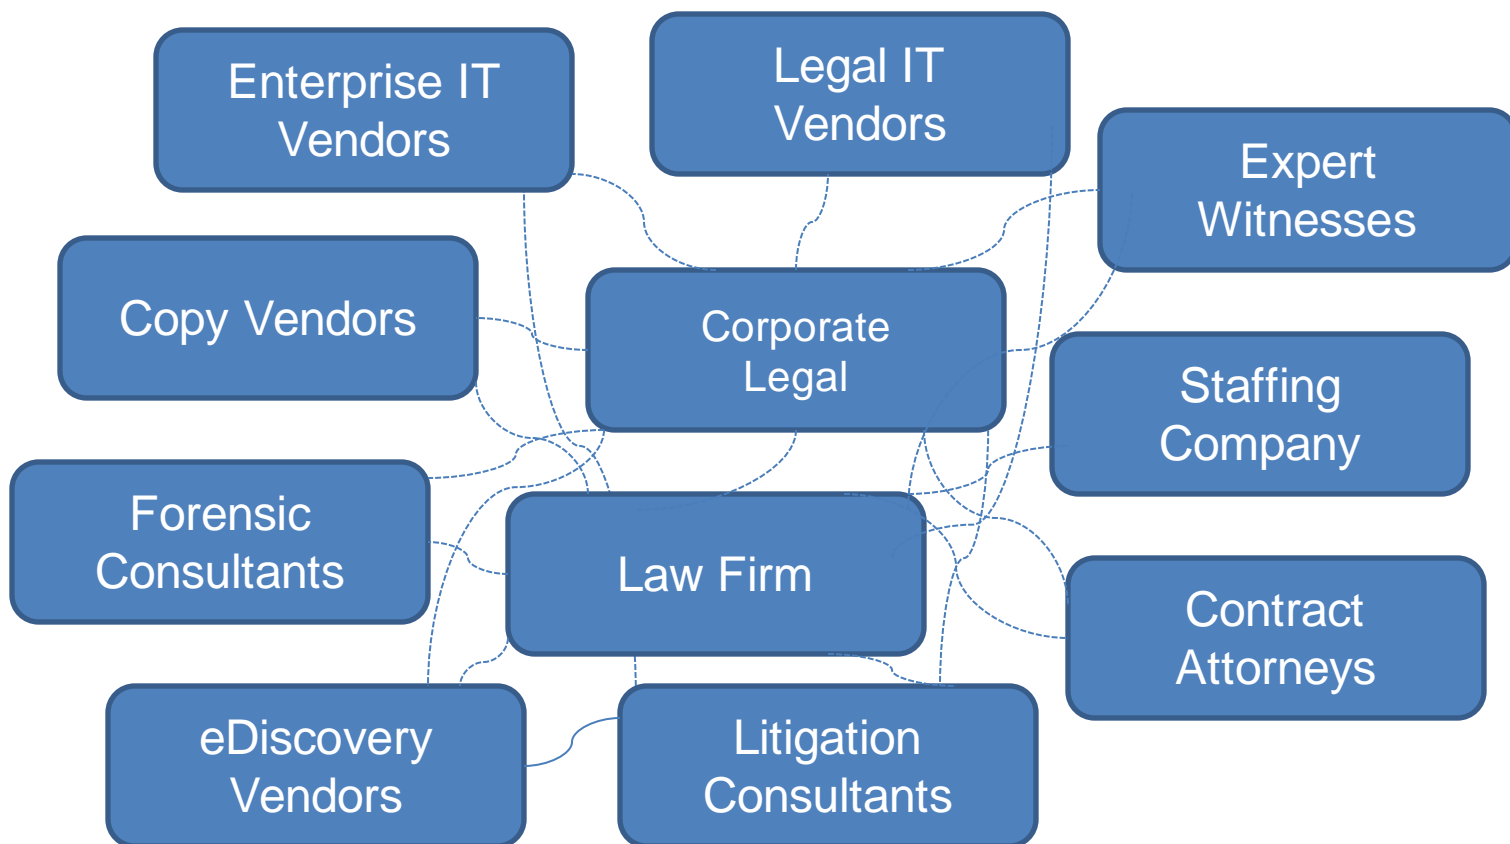 Enterprise IT
Vendors
Legal IT
Vendors
Expert
Witnesses
Copy Vendors
Corporate
Legal
Staffing
Company
Forensic
Consultants
Law Firm
Contract
Attorneys
eDiscovery
Vendors
Litigation
Consultants